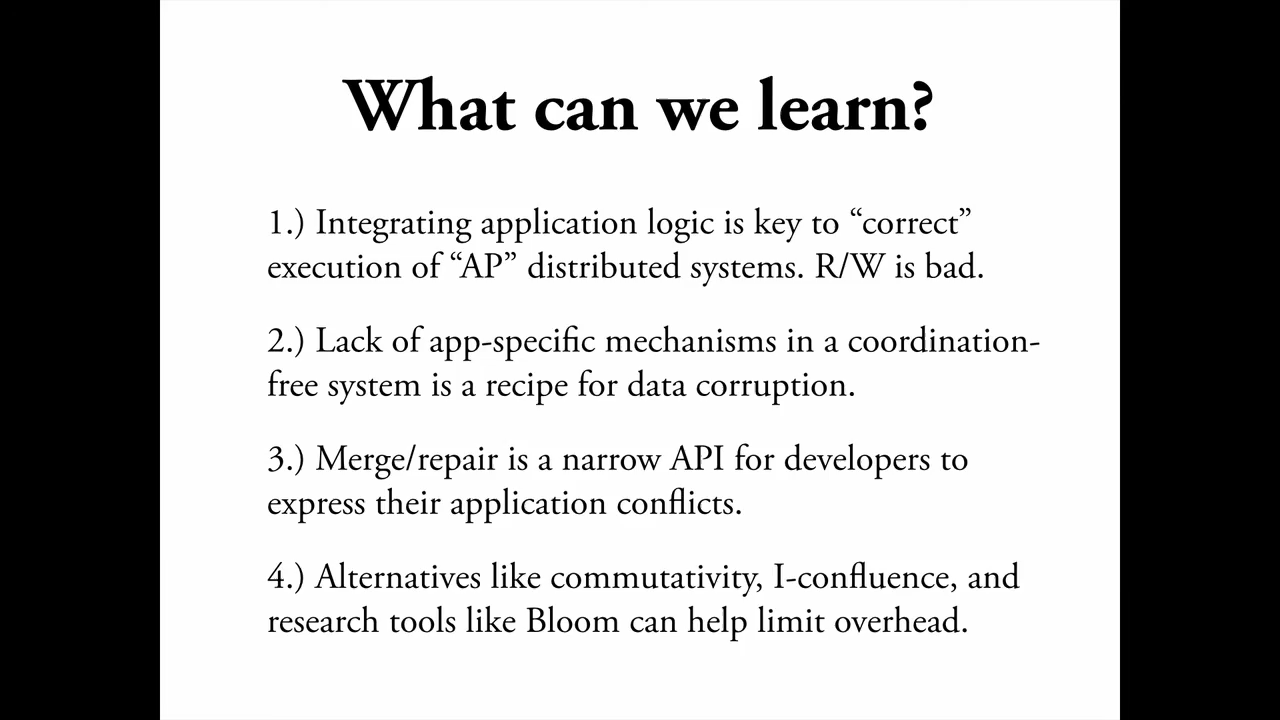 What can we learn?
1.) Integrating application logic is key to “correct”
execution of “AP” distributed systems. R/W is bad.
2.) Lack of app-specific mechanisms in a coordination-
free system is a recipe for data corruption.
3.) Merge/repair is a narrow API for developers to
express their application conflicts.
4.) Alternatives like commutativity, I-confluence, and
research tools like Bloom can help limit overhead.